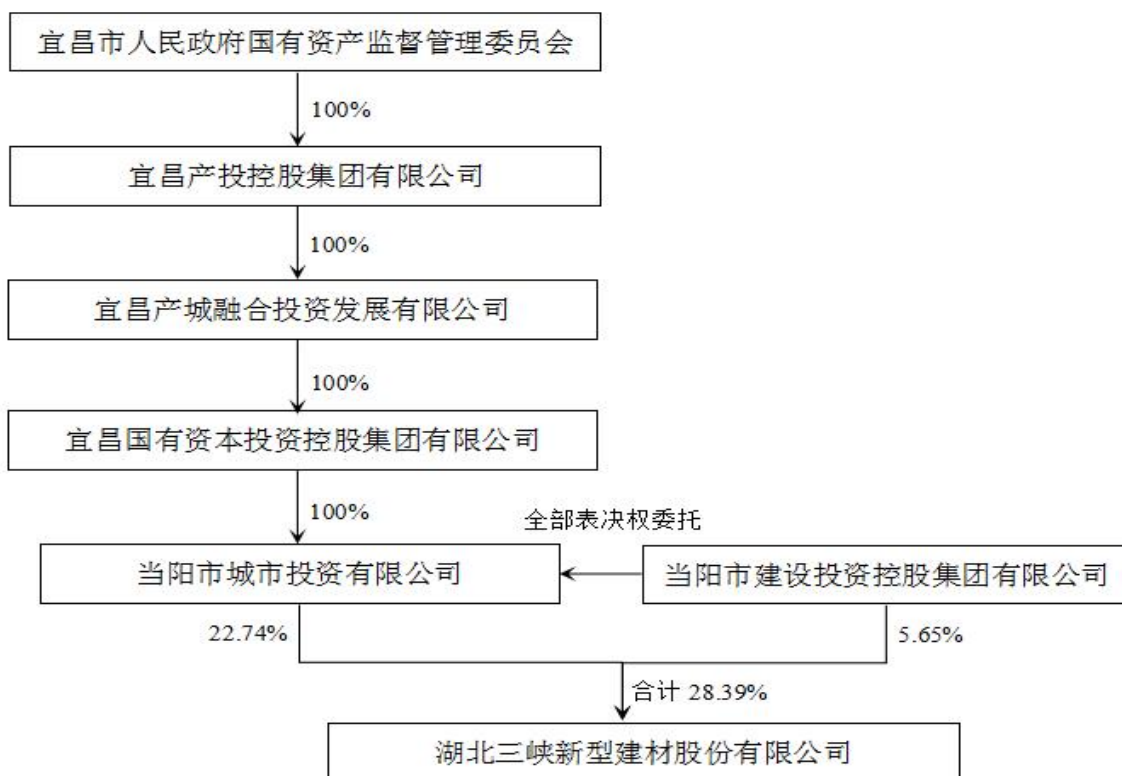 宜昌市人民政府国有资产监督管理委员会
100%
宜昌产投控股集团有限公司
100%
宜昌产城融合投资发展有限公司
100%
宜昌国有资本投资控股集团有限公司
100%
全部表决权委托
当阳市城市投资有限公司
当阳市建设投资控股集团有限公司
22.74%
5.65%
合计 28.39%
湖北三峡新型建材股份有限公司